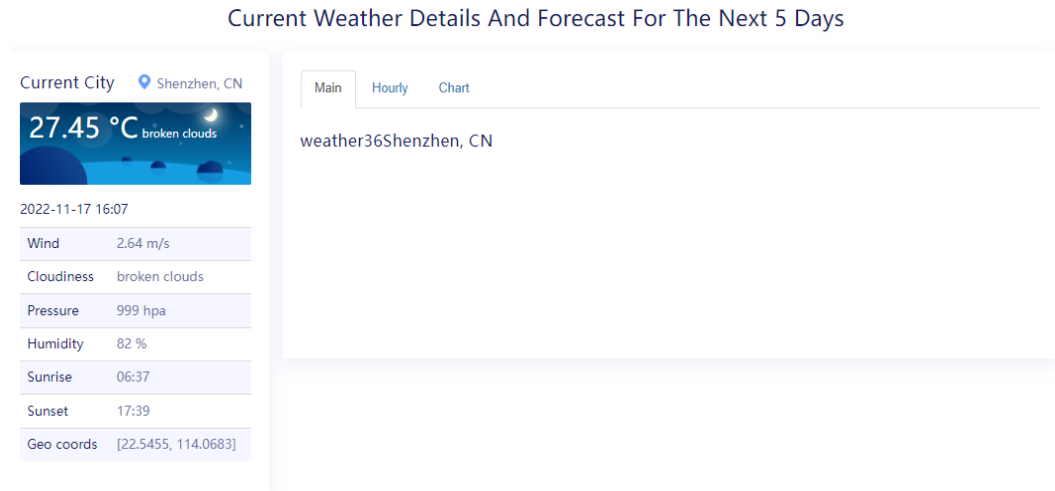 Current Weather Details And Forecast For The Next 5 Days
Current City Shenzhen, CN
27.45 °C broken clouds
2022-11-17 16:07
Wind 2.64 m/s
Cloudiness broken clouds
Pressure 999 hpa
Humidity 82 %
Sunrise 06:37
Sunset 17:39
Geo coords [22.5455, 114.0683]
Main Hourly Chart
weather36Shenzhen, CN